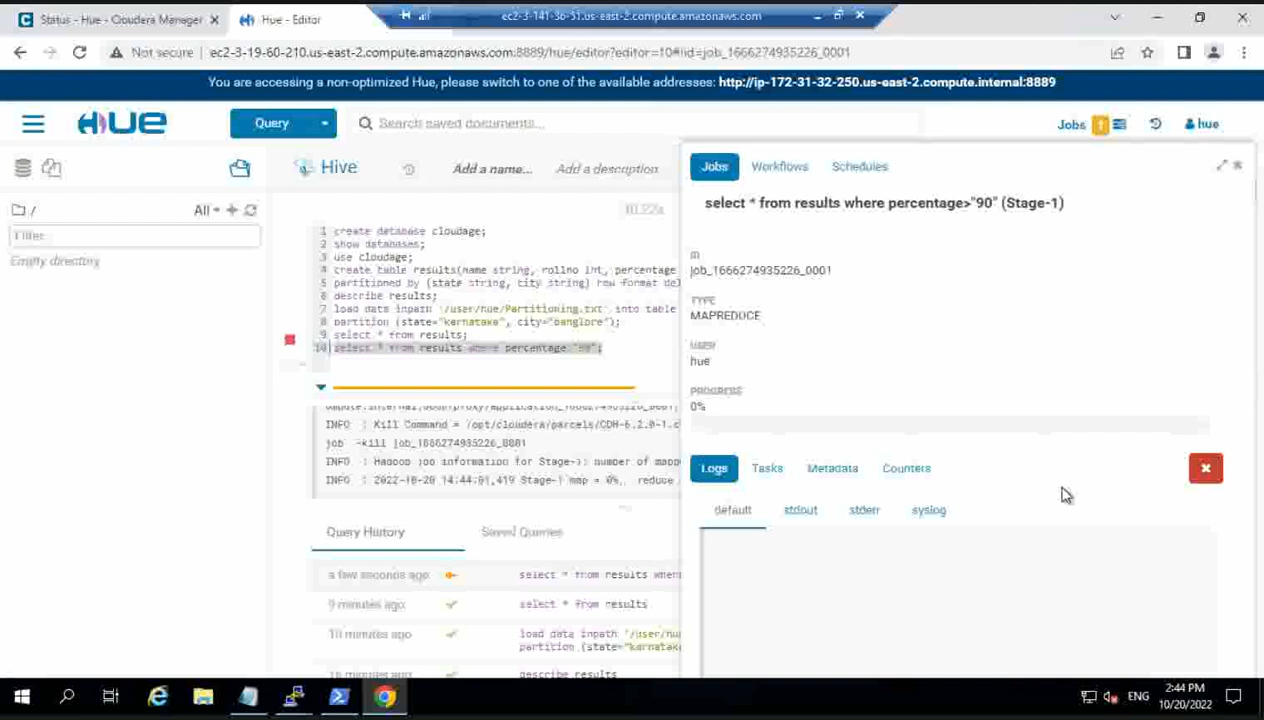 Status - Hue - Cloudera Manager
Hue - Editor
ec2-3-141-36-51.us-east-2.compute.amazonaws.com
Not secure
ec2-3-19-60-210.us-east-2.compute.amazonaws.com:8889/hue/editor?editor=10#!id=job_1666274935226_0001
You are accessing a non-optimized Hue, please switch to one of the available addresses: http://ip-172-31-32-250.us-east-2.compute.internal:8889
HUE
Query
Search saved documents...
Jobs
1
hue
Hive
Add a name...
Add a description
Jobs
Workflows
Schedules
/
All
Filter
Empty directory
10.22s
1 create database cloudage;
2 show databases;
3 use cloudage;
4 create table results(name string, rollno int, percentage
5 partitioned by (state string, city string) row format del
6 describe results;
7 load data inpath '/user/hue/Partitioning.txt' into table
8 partition (state="karnataka", city="banglore");
9 select * from results;
10 select * from results where percentage>"90";
select * from results where percentage>"90" (Stage-1)
ID
job_1666274935226_0001
TYPE
MAPREDUCE
USER
hue
PROGRESS
0%
INFO : Kill Command = /opt/cloudera/parcels/CDH-6.2.0-1.c
job -kill job_1666274935226_0001
INFO : Hadoop job information for Stage-1: number of mapp
INFO : 2022-10-20 14:44:01,419 Stage-1 map = 0%, reduce
Logs
Tasks
Metadata
Counters
default
stdout
stderr
syslog
Query History
Saved Queries
a few seconds ago
select * from results wher
9 minutes ago
select * from results
10 minutes ago
load data inpath '/user/hu
partition (state="karnatak
16 minutes ago
describe results
ENG
2:44 PM
10/20/2022